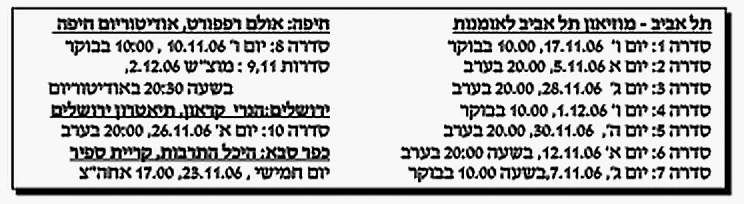 תל אביב - מוזיאון תל אביב לאומנות
סדרה 1: יום ו' 17.11.06, 10.00 בבוקר
סדרה 2: יום א 5.11.06, 20.00 בערב
סדרה 3: יום ג' 28.11.06, 20.00 בערב
סדרה 4: יום ו' 1.12.06, 10.00 בבוקר
סדרה 5: יום ה', 30.11.06, 20.00 בערב
סדרה 6: יום א' 12.11.06, בשעה 20:00 בערב
סדרה 7: יום ג', 7.11.06,בשעה 10.00 בבוקר
חיפה: אולם רפפורט, אודיטוריום חיפה
סדרה 8: יום ו' 10.11.06 , 10:00 בבוקר
סדרות 9,11 : מוצ"ש 2.12.06,
בשעה 20:30 באודיטוריום
ירושלים:הנרי קראון, תיאטרון ירושלים
סדרה 10: יום א' 26.11.06, 20:00 בערב
כפר סבא: היכל התרבות, קריית ספיר
יום חמישי , 23.11.06, 17.00 אחה"צ